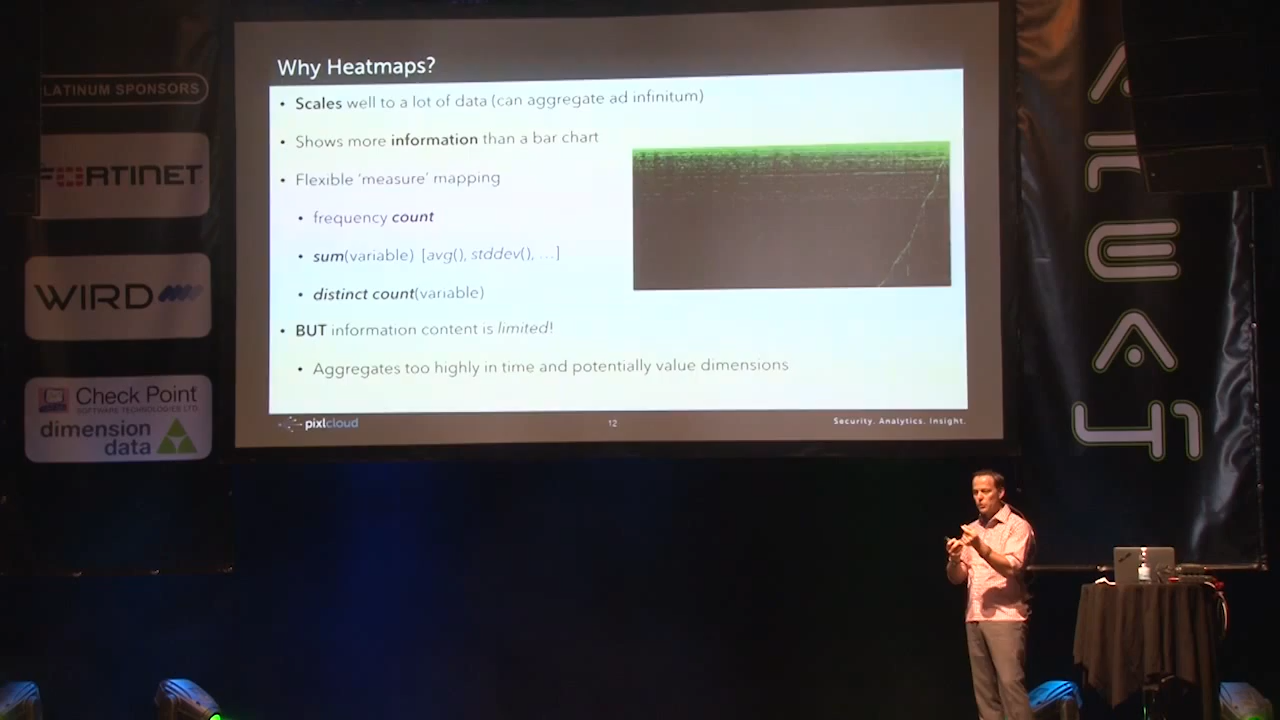 Why Heatmaps?
• Scales well to a lot of data (can aggregate ad infinitum)
• Shows more information than a bar chart
• Flexible ‘measure’ mapping
• frequency count
• sum(variable) [avg(), stddev(), …]
• distinct count(variable)
• BUT information content is limited!
• Aggregates too highly in time and potentially value dimensions
pixlcloud
12
Security. Analytics. Insight.
LATINUM SPONSORS
FORTINET
WIRD
Check Point
SOFTWARE TECHNOLOGIES LTD.
dimension
data
AREA
41